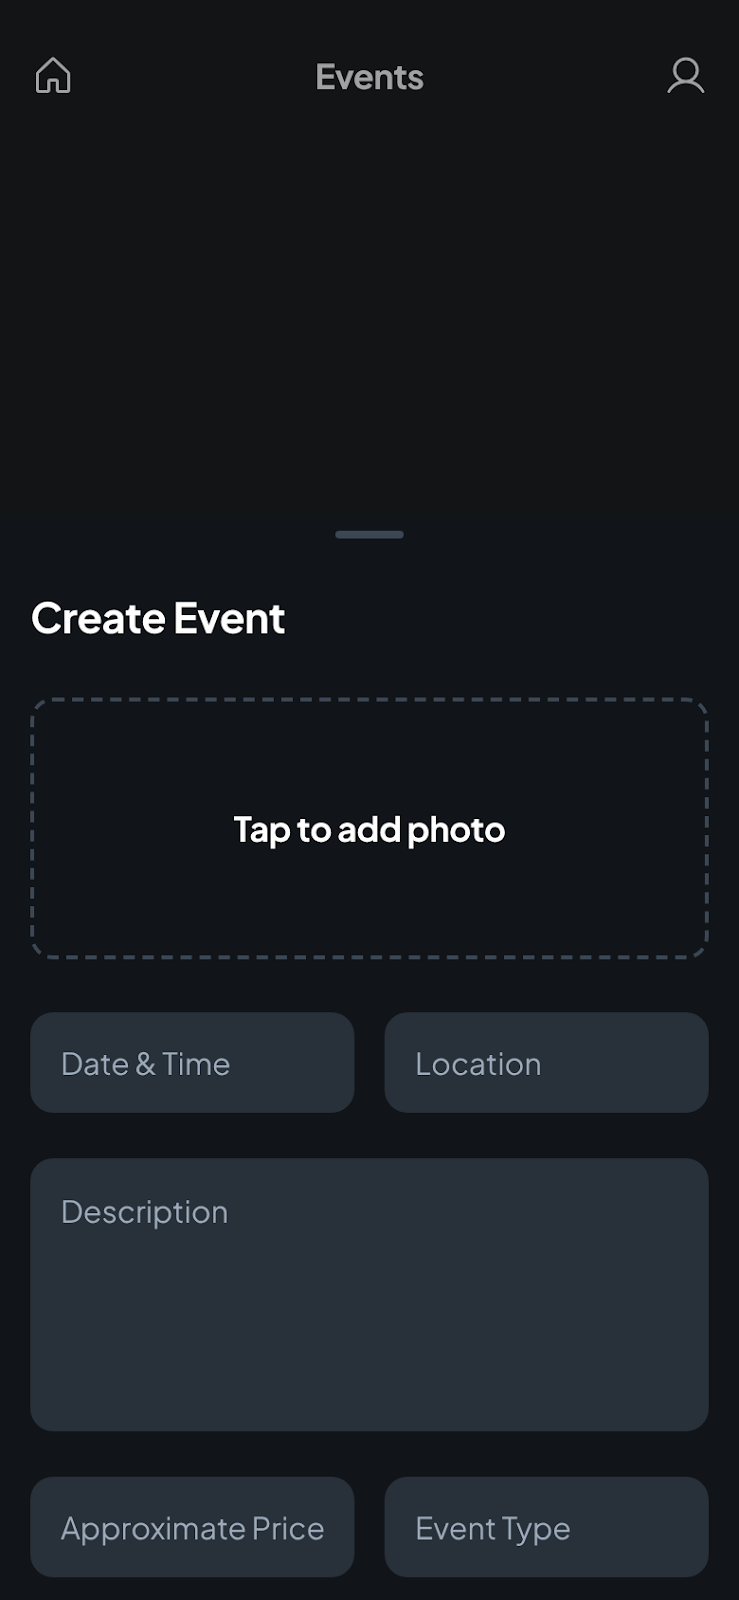 Events
Create Event
Tap to add photo
Date & Time
Location
Description
Approximate Price
Event Type